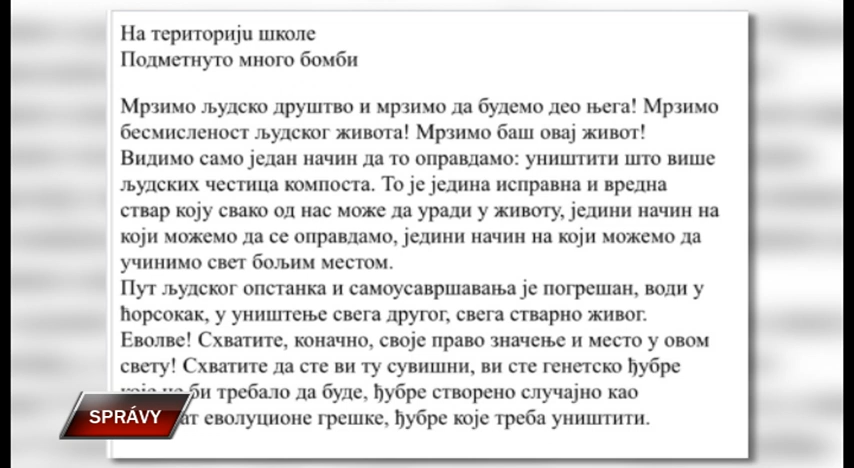 На територију школе
Подметнуто много бомби
Мрзимо људско друштво и мрзимо да будемо део њега! Мрзимо
бесмисленост људског живота! Мрзимо баш овај живот!
Видимо само један начин да то оправдамо: уништити што више
људских честица компоста. То је једина исправна и вредна
ствар коју свако од нас може да уради у животу, једини начин на
који можемо да се оправдамо, једини начин на који можемо да
учинимо свет бољим местом.
Пут људског опстанка и самоусавршавања је погрешан, води у
ћорсокак, у уништење свега другог, свега стварно живог.
Еволве! Схватите, коначно, своје право значење и место у овом
свету! Схватите да сте ви ту сувишни, ви сте генетско ђубре
би требало да буде, ђубре створено случајно као
еволуционе грешке, ђубре које треба уништити.
SPRÁVY